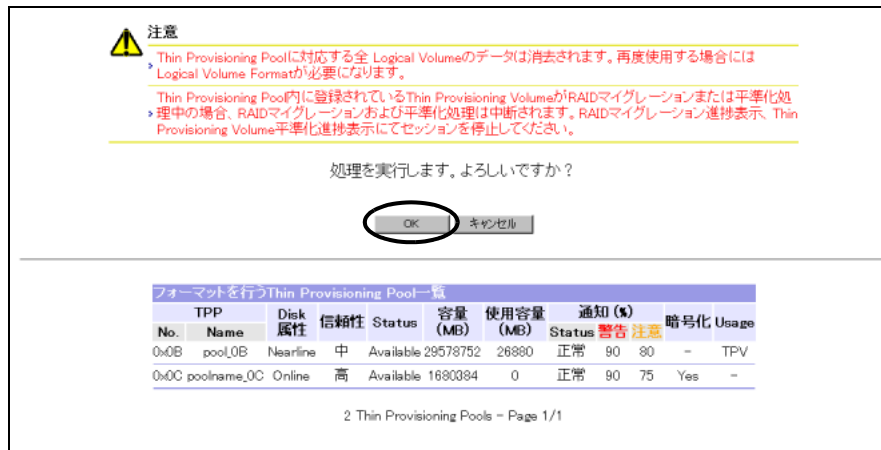 注意
Thin Provisioning Poolに対応する全 Logical Volumeのデータは消去されます。再度使用する場合には
Logical Volume Formatが必要になります。
Thin Provisioning Pool内に登録されているThin Provisioning VolumeがRAIDマイグレーションまたは平準化処
理中の場合、RAIDマイグレーションおよび平準化処理は中断されます。RAIDマイグレーション進捗表示、Thin
Provisioning Volume平準化進捗表示にてセッションを停止してください。
処理を実行します。よろしいですか？
OK キャンセル
フォーマットを行うThin Provisioning Pool一覧
TPP Disk属性 信頼性 Status 容量(MB) 使用容量(MB) 通知 (%) 暗号化 Usage
No. Name Status 警告 注意
0x0B pool_0B Nearline 中 Available 29578752 26880 正常 90 80 - TPV
0x0C poolname_0C Online 高 Available 1680384 0 正常 90 75 Yes -
2 Thin Provisioning Pools - Page 1/1